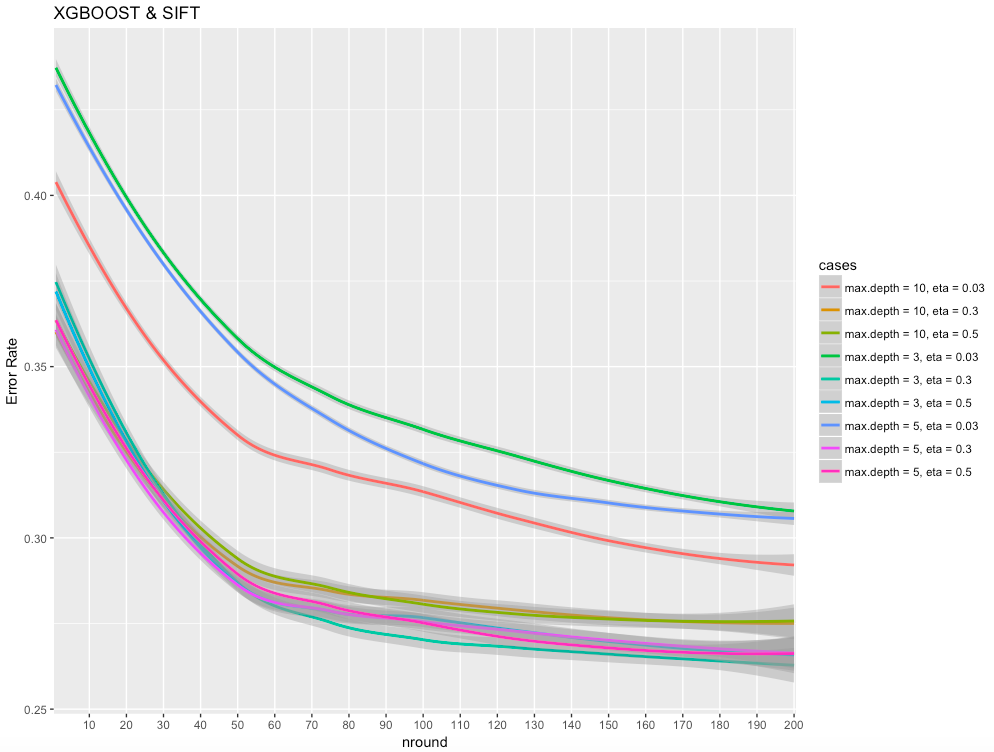 XGBOOST & SIFT
Error Rate
0.40
0.35
0.30
0.25
10 20 30 40 50 60 70 80 90 100 110 120 130 140 150 160 170 180 190 200
nround
cases
max.depth = 10, eta = 0.03
max.depth = 10, eta = 0.3
max.depth = 10, eta = 0.5
max.depth = 3, eta = 0.03
max.depth = 3, eta = 0.3
max.depth = 3, eta = 0.5
max.depth = 5, eta = 0.03
max.depth = 5, eta = 0.3
max.depth = 5, eta = 0.5